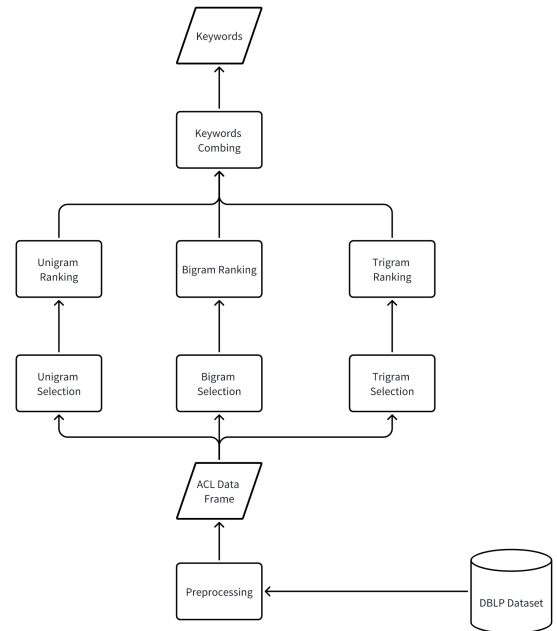 Keywords
Keywords
Combing
Unigram
Ranking
Bigram Ranking
Trigram
Ranking
Unigram
Selection
Bigram
Selection
Trigram
Selection
ACL Data
Frame
Preprocessing
DBLP Dataset